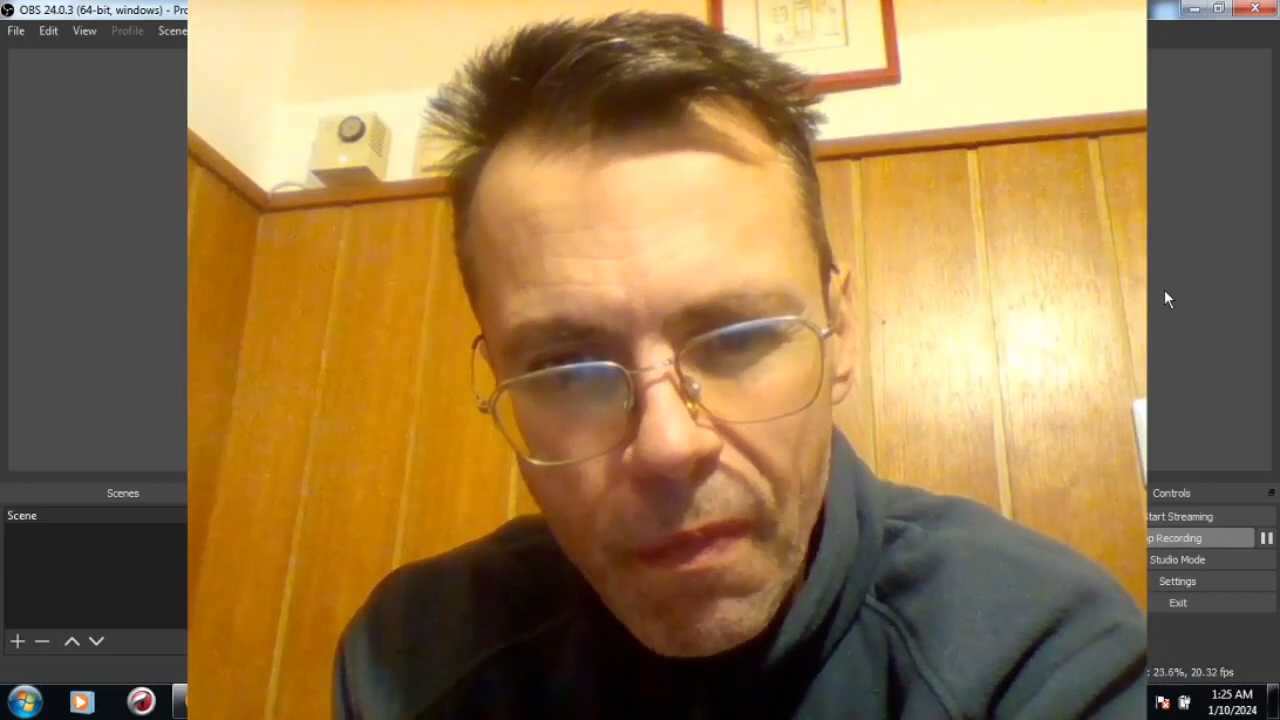 OBS 24.0.3 (64-bit, windows) - Pro
File Edit View Profile Scene
Scenes
Scene
Controls
Start Streaming
p Recording
Studio Mode
Settings
Exit
: 23.6%, 20.32 fps
1:25 AM
1/10/2024